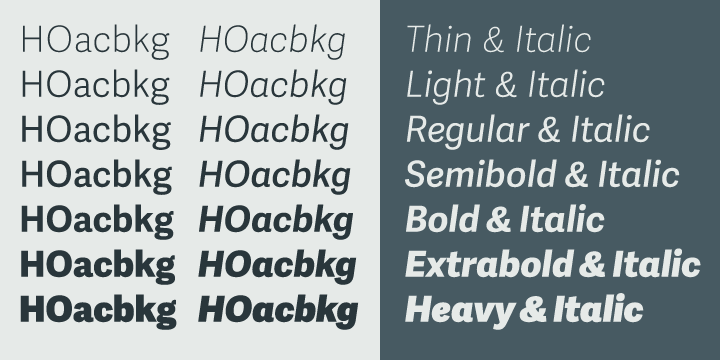 HOacbkg HOacbkg Thin & Italic
HOacbkg HOacbkg Light & Italic
HOacbkg HOacbkg Regular & Italic
HOacbkg HOacbkg Semibold & Italic
HOacbkg HOacbkg Bold & Italic
HOacbkg HOacbkg Extrabold & Italic
HOacbkg HOacbkg Heavy & Italic